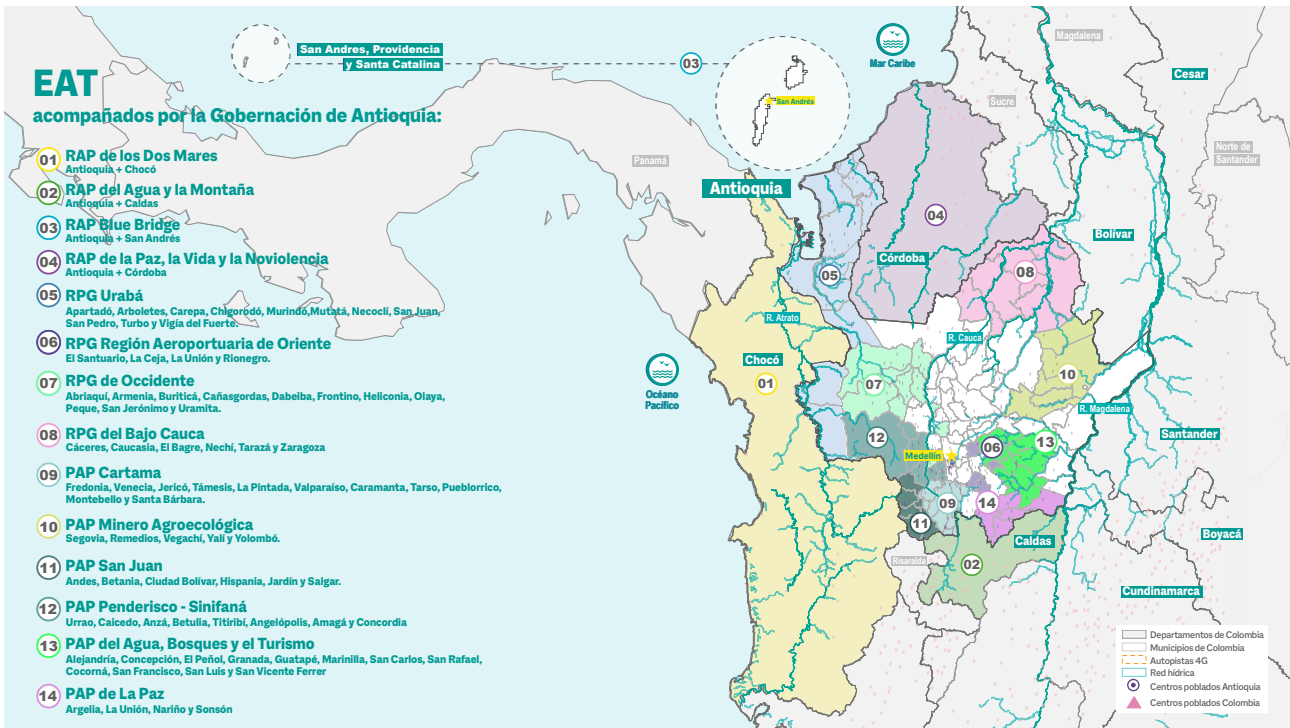 San Andres, Providencia
y Santa Catalina
03
San Andrés
Mar Caribe
Magdalena
Cesar
Sucre
Norte de
Santander
Panamá
Antioquia
Bolívar
04
Córdoba
05
08
R. Atrato
R. Cauca
Chocó
01
07
10
Océano
Pacífico
R. Magdalena
12
Medellín
06
13
Santander
09
14
11
Caldas
Boyacá
Risaralda
02
Cundinamarca
EAT
acompañados por la Gobernación de Antioquia:
01 RAP de los Dos Mares
Antioquia + Chocó
02 RAP del Agua y la Montaña
Antioquia + Caldas
03 RAP Blue Bridge
Antioquia + San Andrés
04 RAP de la Paz, la Vida y la Noviolencia
Antioquia + Córdoba
05 RPG Urabá
Apartadó, Arboletes, Carepa, Chigorodó, Murindó,Mutatá, Necoclí, San Juan,
San Pedro, Turbo y Vigía del Fuerte.
06 RPG Región Aeroportuaria de Oriente
El Santuario, La Ceja, La Unión y Rionegro.
07 RPG de Occidente
Abriaquí, Armenia, Buriticá, Cañasgordas, Dabeiba, Frontino, Heliconia, Olaya,
Peque, San Jerónimo y Uramita.
08 RPG del Bajo Cauca
Cáceres, Caucasia, El Bagre, Nechí, Tarazá y Zaragoza
09 PAP Cartama
Fredonia, Venecia, Jericó, Támesis, La Pintada, Valparaíso, Caramanta, Tarso, Pueblorrico,
Montebello y Santa Bárbara.
10 PAP Minero Agroecológica
Segovia, Remedios, Vegachí, Yalí y Yolombó.
11 PAP San Juan
Andes, Betania, Ciudad Bolívar, Hispania, Jardín y Salgar.
12 PAP Penderisco - Sinifaná
Urrao, Caicedo, Anzá, Betulia, Titiribí, Angelópolis, Amagá y Concordia
13 PAP del Agua, Bosques y el Turismo
Alejandría, Concepción, El Peñol, Granada, Guatapé, Marinilla, San Carlos, San Rafael,
Cocorná, San Francisco, San Luis y San Vicente Ferrer
14 PAP de La Paz
Argelia, La Unión, Nariño y Sonsón
Departamentos de Colombia
Municipios de Colombia
Autopistas 4G
Red hídrica
Centros poblados Antioquia
Centros poblados Colombia